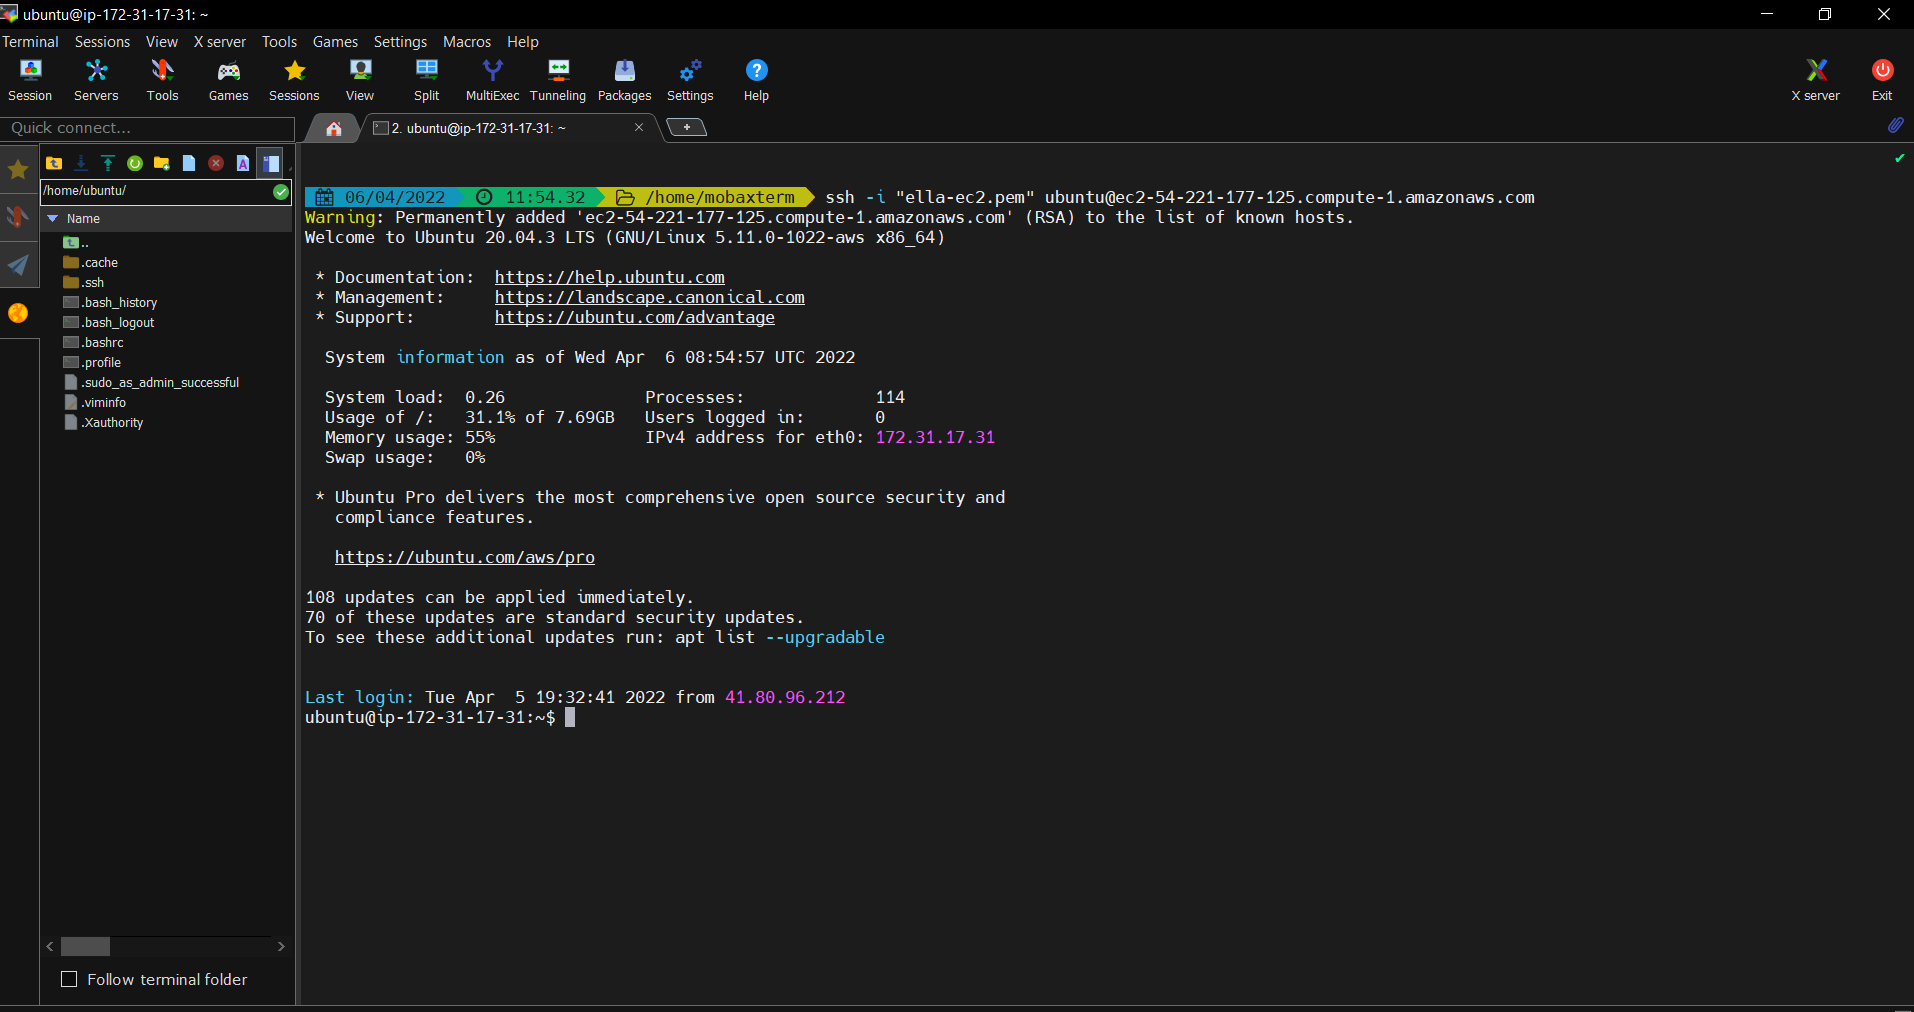 ubuntu@ip-172-31-17-31: ~
Terminal Sessions View X server Tools Games Settings Macros Help
Session Servers Tools Games Sessions View Split MultiExec Tunneling Packages Settings Help X server Exit
Quick connect...
2. ubuntu@ip-172-31-17-31: ~
/home/ubuntu/
Name
..
.cache
.ssh
.bash_history
.bash_logout
.bashrc
.profile
.sudo_as_admin_successful
.viminfo
.Xauthority
Follow terminal folder
06/04/2022 11:54.32 /home/mobaxterm ssh -i "ella-ec2.pem" ubuntu@ec2-54-221-177-125.compute-1.amazonaws.com
Warning: Permanently added 'ec2-54-221-177-125.compute-1.amazonaws.com' (RSA) to the list of known hosts.
Welcome to Ubuntu 20.04.3 LTS (GNU/Linux 5.11.0-1022-aws x86_64)
* Documentation: https://help.ubuntu.com
* Management: https://landscape.canonical.com
* Support: https://ubuntu.com/advantage
System information as of Wed Apr 6 08:54:57 UTC 2022
System load: 0.26 Processes: 114
Usage of /: 31.1% of 7.69GB Users logged in: 0
Memory usage: 55% IPv4 address for eth0: 172.31.17.31
Swap usage: 0%
* Ubuntu Pro delivers the most comprehensive open source security and
compliance features.
https://ubuntu.com/aws/pro
108 updates can be applied immediately.
70 of these updates are standard security updates.
To see these additional updates run: apt list --upgradable
Last login: Tue Apr 5 19:32:41 2022 from 41.80.96.212
ubuntu@ip-172-31-17-31:~$